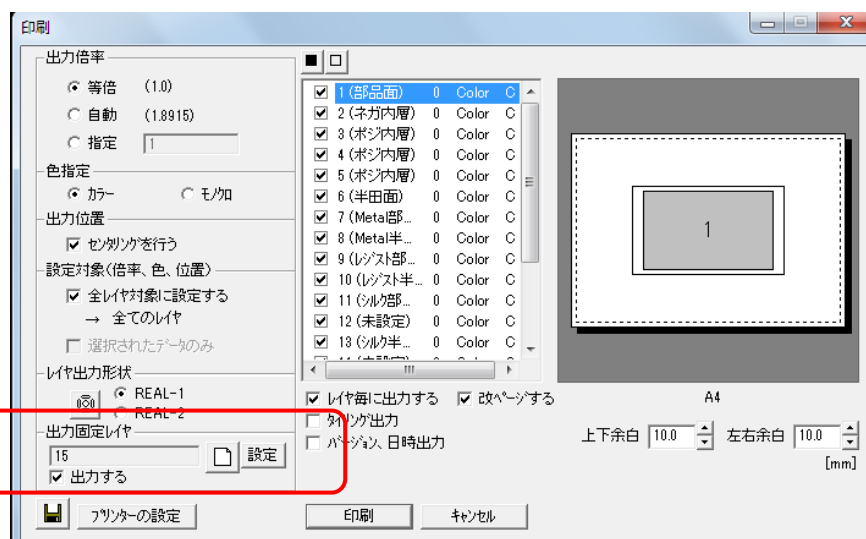 印刷
出力倍率
等倍 (1.0)
自動 (1.8915)
指定 1
色指定
カラー モノクロ
出力位置
センタリングを行う
設定対象(倍率、色、位置)
全レイヤ対象に設定する
→ 全てのレイヤ
選択されたデータのみ
レイヤ出力形状
REAL-1
REAL-2
出力固定レイヤ
15 設定
出力する
プリンターの設定
1 (部品面) 0 Color C
2 (ネガ内層) 0 Color C
3 (ポジ内層) 0 Color C
4 (ポジ内層) 0 Color C
5 (ポジ内層) 0 Color C
6 (半田面) 0 Color C
7 (Metal部... 0 Color C
8 (Metal半... 0 Color C
9 (レジスト部... 0 Color C
10 (レジスト半... 0 Color C
11 (シルク部... 0 Color C
12 (未設定) 0 Color C
13 (シルク半... 0 Color C
レイヤ毎に出力する 改ページする
タイリング出力
バージョン、日時出力
印刷 キャンセル
1
A4
上下余白 10.0 左右余白 10.0
[mm]